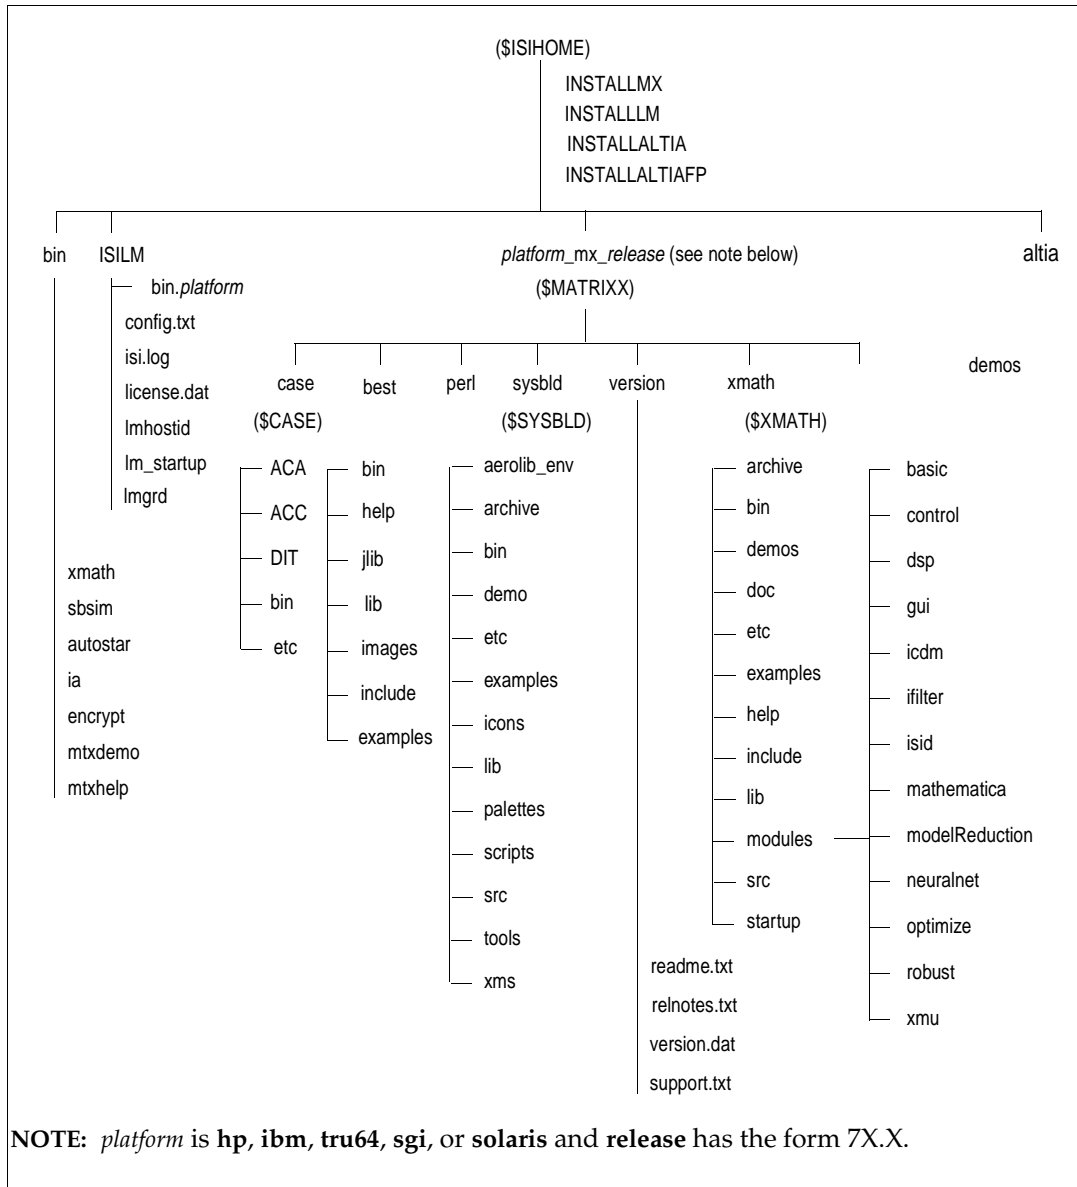 ($ISIHOME)
INSTALLMX
INSTALLLM
INSTALLALTIA
INSTALLALTIAFP
bin
ISILM
platform_mx_release (see note below)
altia
($MATRIXX)
bin.platform
config.txt
isi.log
license.dat
lmhostid
lm_startup
lmgrd
xmath
sbsim
autostar
ia
encrypt
mtxdemo
mtxhelp
case
best
perl
sysbld
version
xmath
demos
($CASE)
($SYSBLD)
($XMATH)
ACA
ACC
DIT
bin
etc
bin
help
jlib
lib
images
include
examples
aerolib_env
archive
bin
demo
etc
examples
icons
lib
palettes
scripts
src
tools
xms
readme.txt
relnotes.txt
version.dat
support.txt
archive
bin
demos
doc
etc
examples
help
include
lib
modules
src
startup
basic
control
dsp
gui
icdm
ifilter
isid
mathematica
modelReduction
neuralnet
optimize
robust
xmu
NOTE: platform is hp, ibm, tru64, sgi, or solaris and release has the form 7X.X.